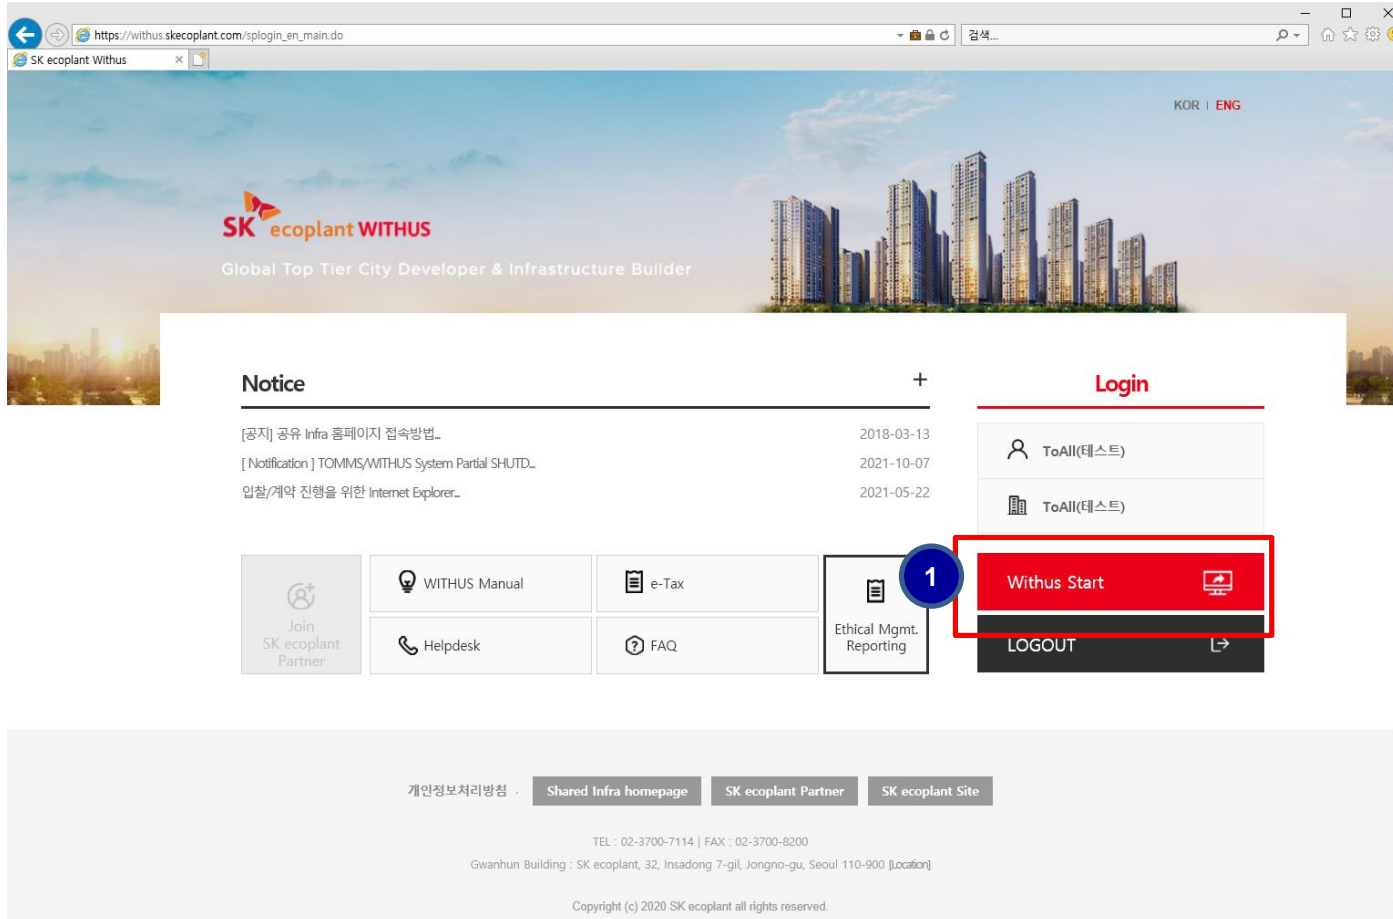 https://withus.skecoplant.com/splogin_en_main.do
검색...
SK ecoplant Withus
KOR | ENG
SK ecoplant WITHUS
Global Top Tier City Developer & Infrastructure Builder
Notice +
[공지] 공유 Infra 홈페이지 접속방법... 2018-03-13
[ Notification ] TOMMS/WITHUS System Partial SHUTD... 2021-10-07
입찰/계약 진행을 위한 Internet Explorer... 2021-05-22
Login
ToAll(테스트)
ToAll(테스트)
1
Withus Start
LOGOUT
Join
SK ecoplant
Partner
WITHUS Manual
e-Tax
Helpdesk
FAQ
Ethical Mgmt.
Reporting
개인정보처리방침 . Shared Infra homepage SK ecoplant Partner SK ecoplant Site
TEL : 02-3700-7114 | FAX : 02-3700-8200
Gwanhun Building : SK ecoplant, 32, Insadong 7-gil, Jongno-gu, Seoul 110-900 [Location]
Copyright (c) 2020 SK ecoplant all rights reserved.